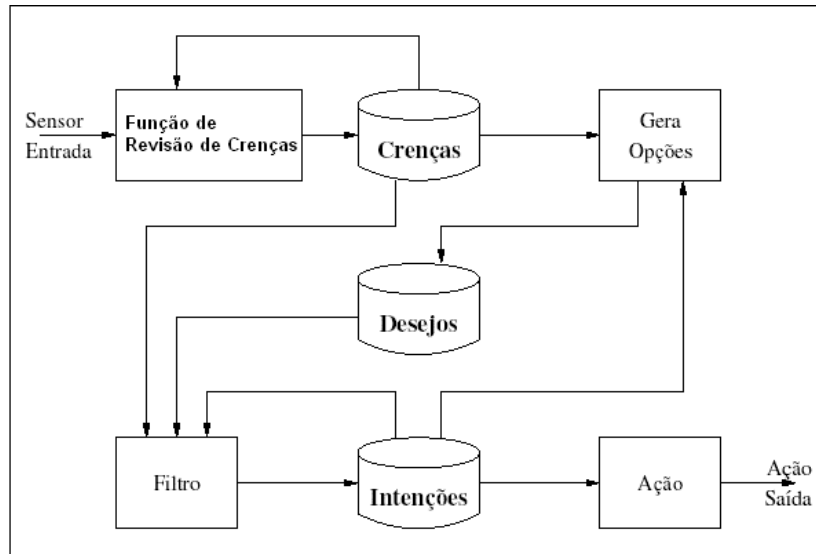 Sensor
Entrada
Função de
Revisão de Crenças
Crenças
Gera
Opções
Desejos
Filtro
Intenções
Ação
Ação
Saída